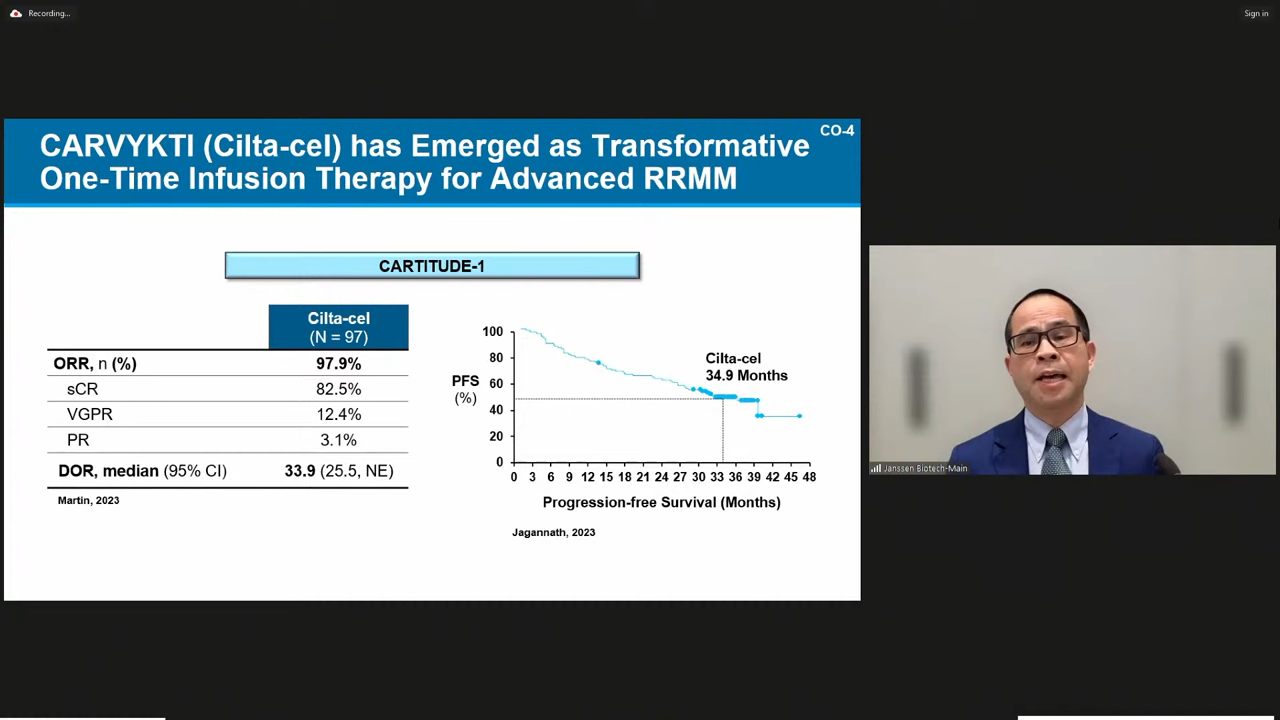 Recording...
Sign in
CO-4
CARVYKTI (Cilta-cel) has Emerged as Transformative
One-Time Infusion Therapy for Advanced RRMM
CARTITUDE-1
Cilta-cel
(N = 97)
ORR, n (%) 97.9%
sCR 82.5%
VGPR 12.4%
PR 3.1%
DOR, median (95% CI) 33.9 (25.5, NE)
Martin, 2023
100
80
60
40
20
0
PFS
(%)
Cilta-cel
34.9 Months
0 3 6 9 12 15 18 21 24 27 30 33 36 39 42 45 48
Progression-free Survival (Months)
Jagannath, 2023
Janssen Biotech-Main